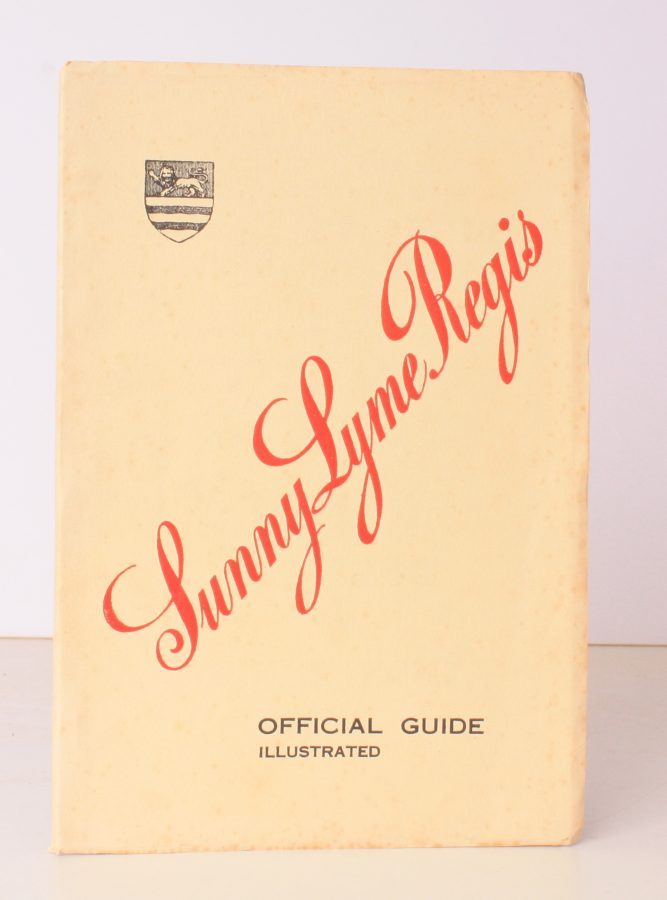 Sunny Lyme Regis
OFFICIAL GUIDE
ILLUSTRATED